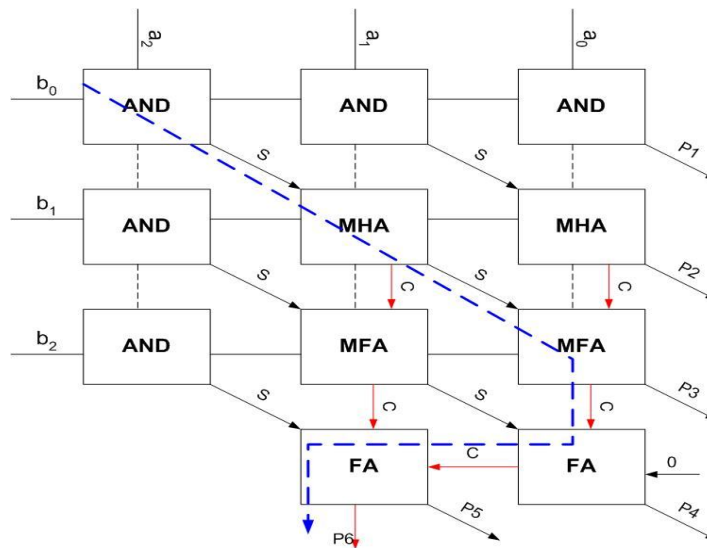 a2 a1 a0
b0 AND AND AND
S S P1
b1 AND MHA MHA
S C S C P2
b2 AND MFA MFA
S C S C P3
FA C FA 0
P6 P5 P4